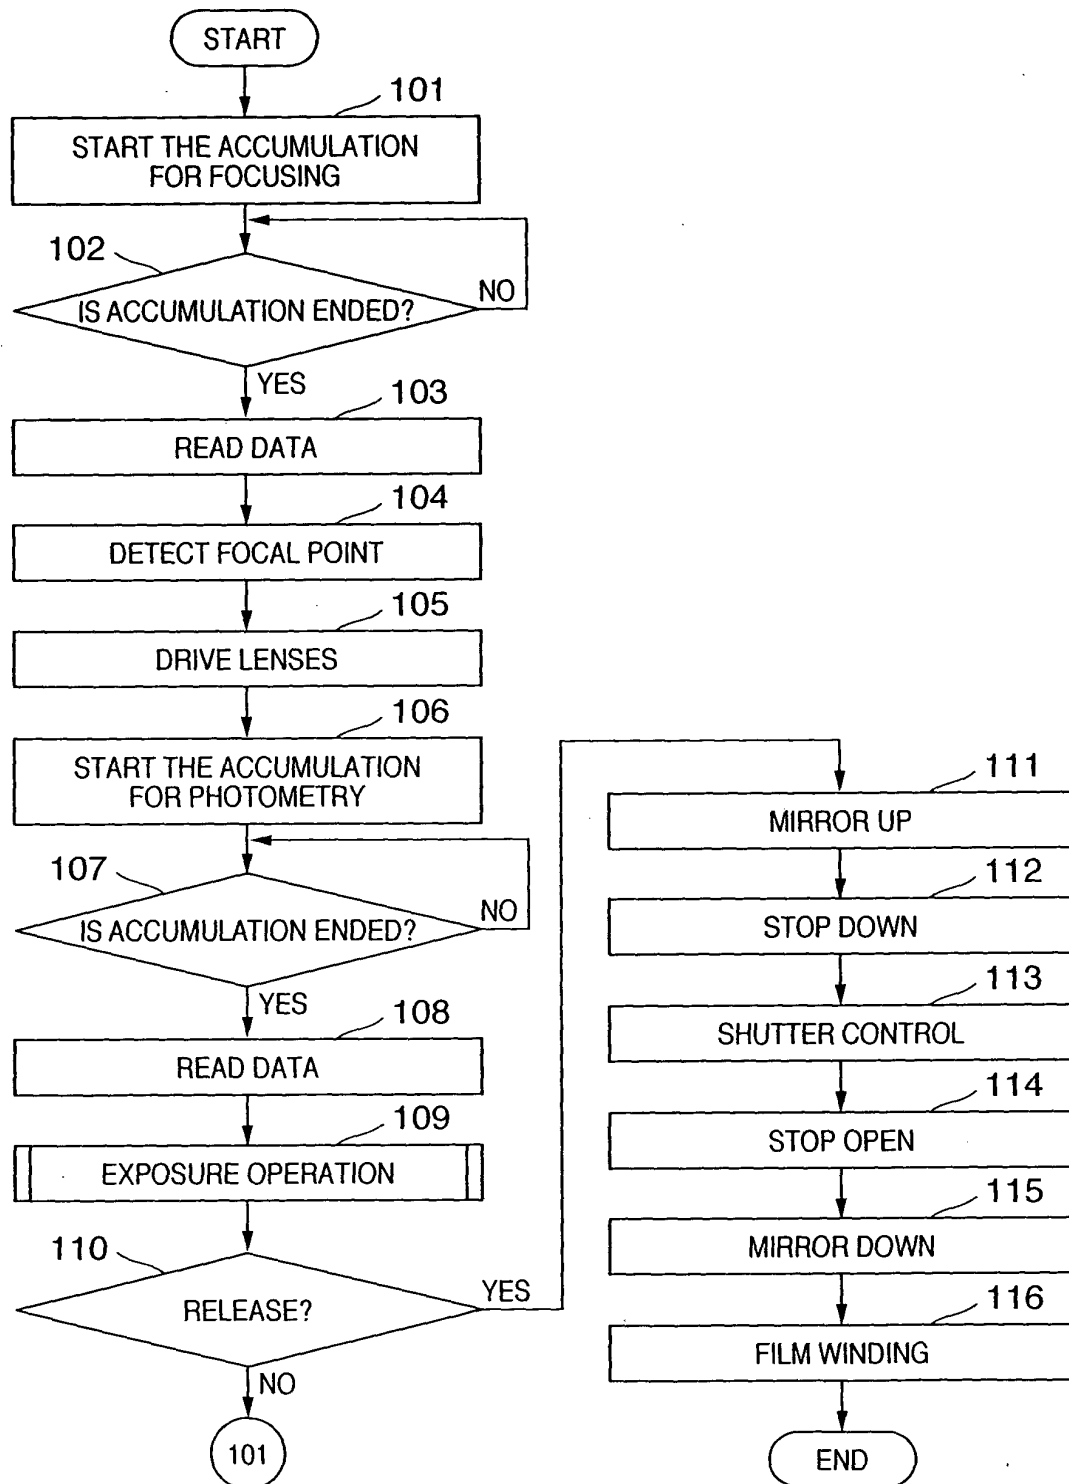 START
101
START THE ACCUMULATION
FOR FOCUSING
102
IS ACCUMULATION ENDED?
NO
YES
103
READ DATA
104
DETECT FOCAL POINT
105
DRIVE LENSES
106
START THE ACCUMULATION
FOR PHOTOMETRY
107
IS ACCUMULATION ENDED?
NO
YES
108
READ DATA
109
EXPOSURE OPERATION
110
RELEASE?
YES
NO
101
111
MIRROR UP
112
STOP DOWN
113
SHUTTER CONTROL
114
STOP OPEN
115
MIRROR DOWN
116
FILM WINDING
END